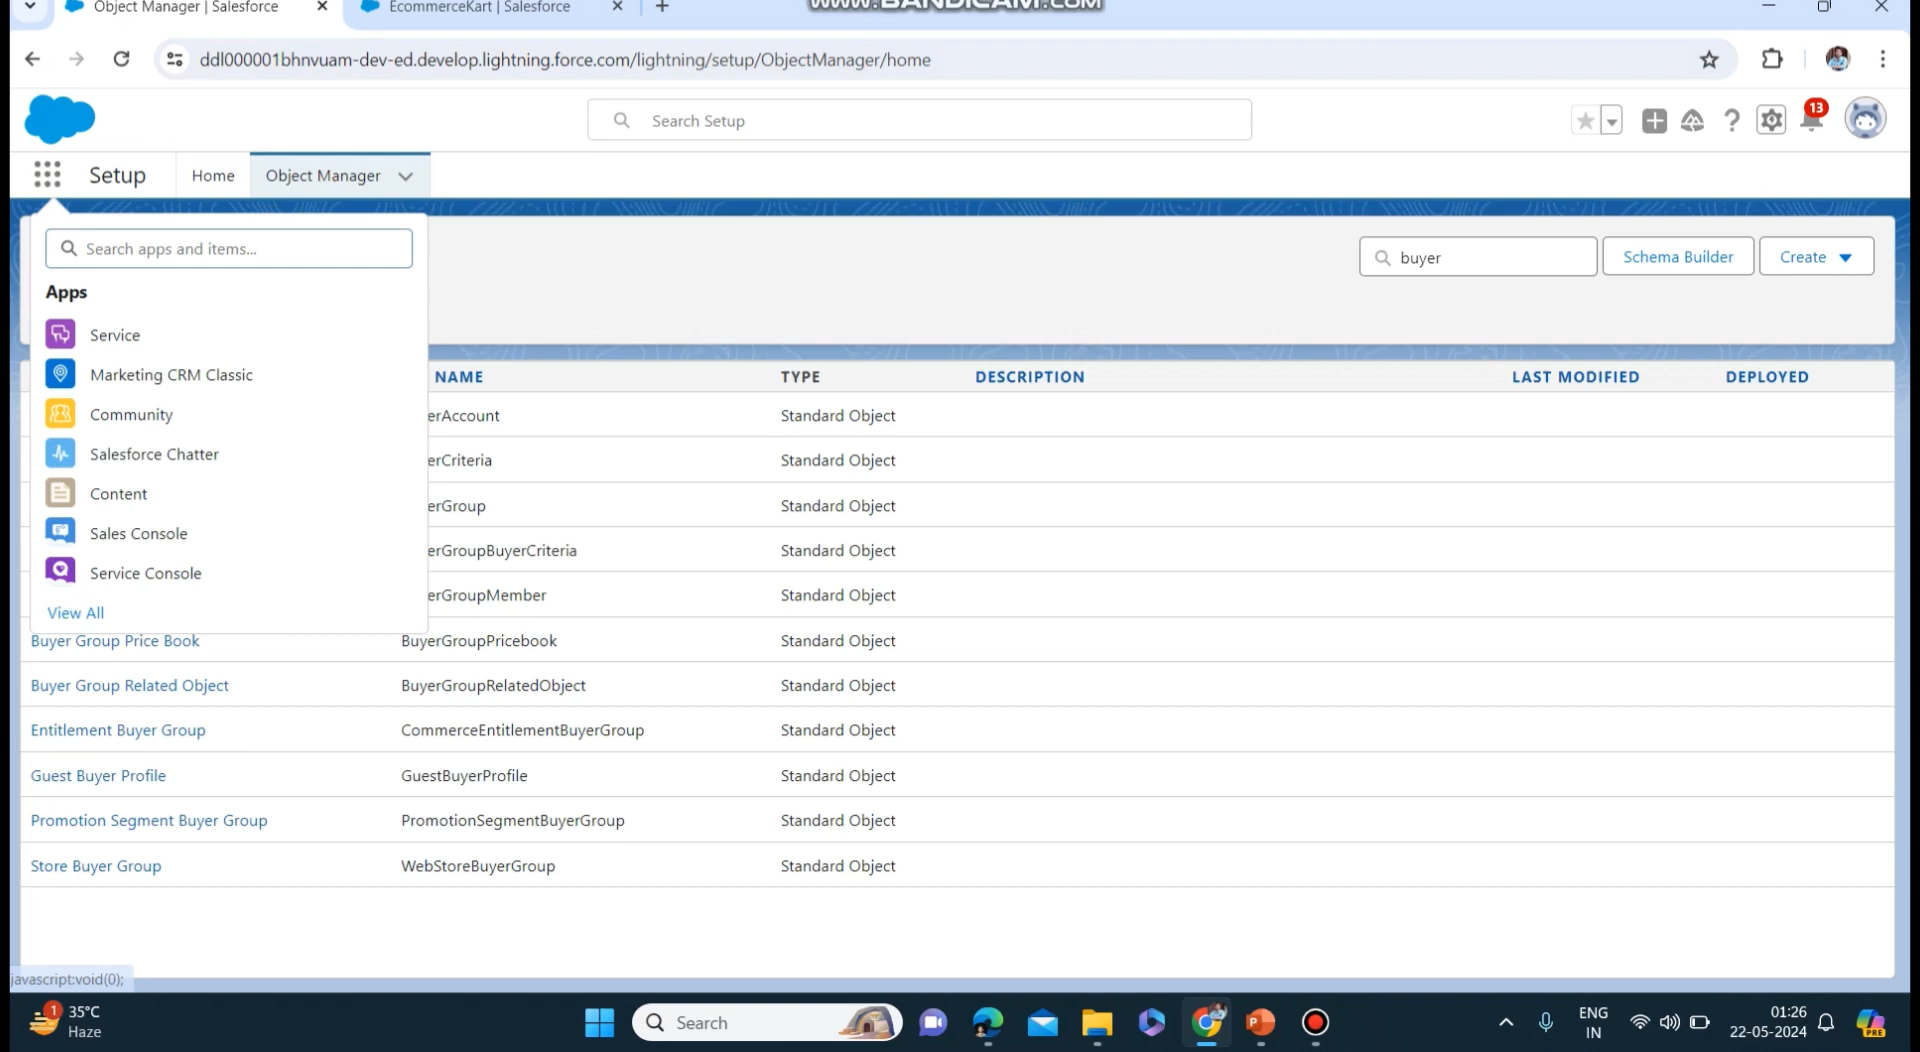 Object Manager | Salesforce
EcommerceKart | Salesforce
www.BANDICAM.com
ddl000001bhnvuam-dev-ed.develop.lightning.force.com/lightning/setup/ObjectManager/home
Search Setup
13
Setup
Home
Object Manager
Search apps and items...
buyer
Schema Builder
Create
Apps
Service
Marketing CRM Classic
Community
Salesforce Chatter
Content
Sales Console
Service Console
View All
NAME TYPE DESCRIPTION LAST MODIFIED DEPLOYED
erAccount Standard Object
erCriteria Standard Object
erGroup Standard Object
erGroupBuyerCriteria Standard Object
erGroupMember Standard Object
Buyer Group Price Book BuyerGroupPricebook Standard Object
Buyer Group Related Object BuyerGroupRelatedObject Standard Object
Entitlement Buyer Group CommerceEntitlementBuyerGroup Standard Object
Guest Buyer Profile GuestBuyerProfile Standard Object
Promotion Segment Buyer Group PromotionSegmentBuyerGroup Standard Object
Store Buyer Group WebStoreBuyerGroup Standard Object
javascript:void(0);
1
35°C
Haze
Search
ENG
IN
01:26
22-05-2024
PRE